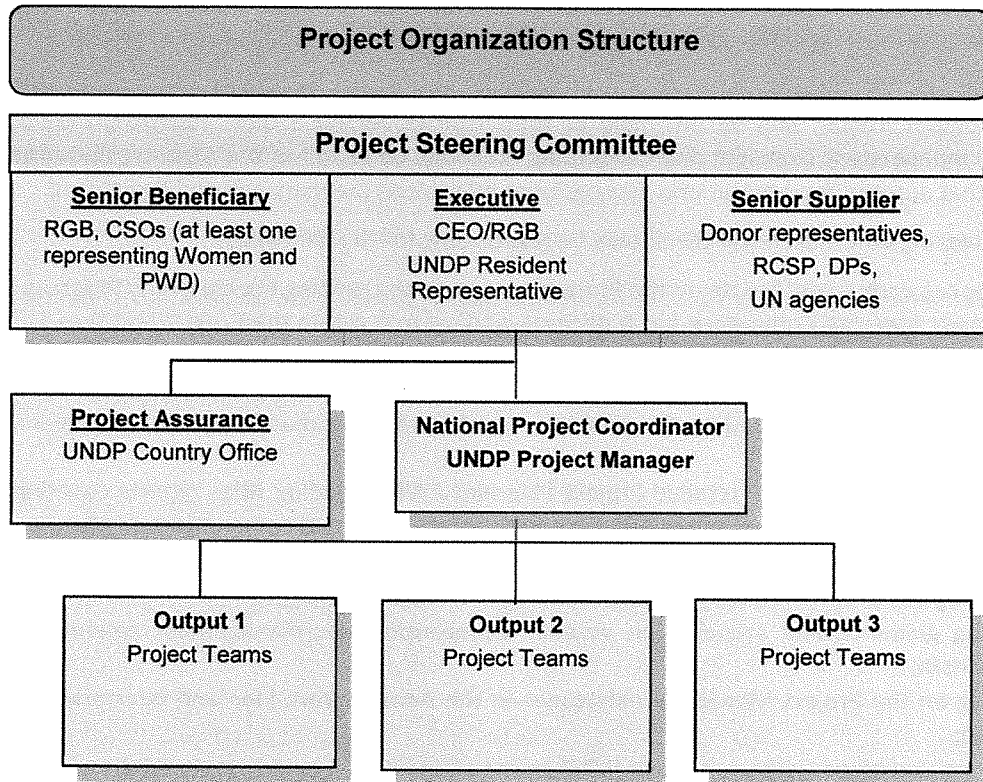 Project Organization Structure
Project Steering Committee
Senior Beneficiary
RGB, CSOs (at least one
representing Women and
PWD)
Executive
CEO/RGB
UNDP Resident
Representative
Senior Supplier
Donor representatives,
RCSP, DPs,
UN agencies
Project Assurance
UNDP Country Office
National Project Coordinator
UNDP Project Manager
Output 1
Project Teams
Output 2
Project Teams
Output 3
Project Teams